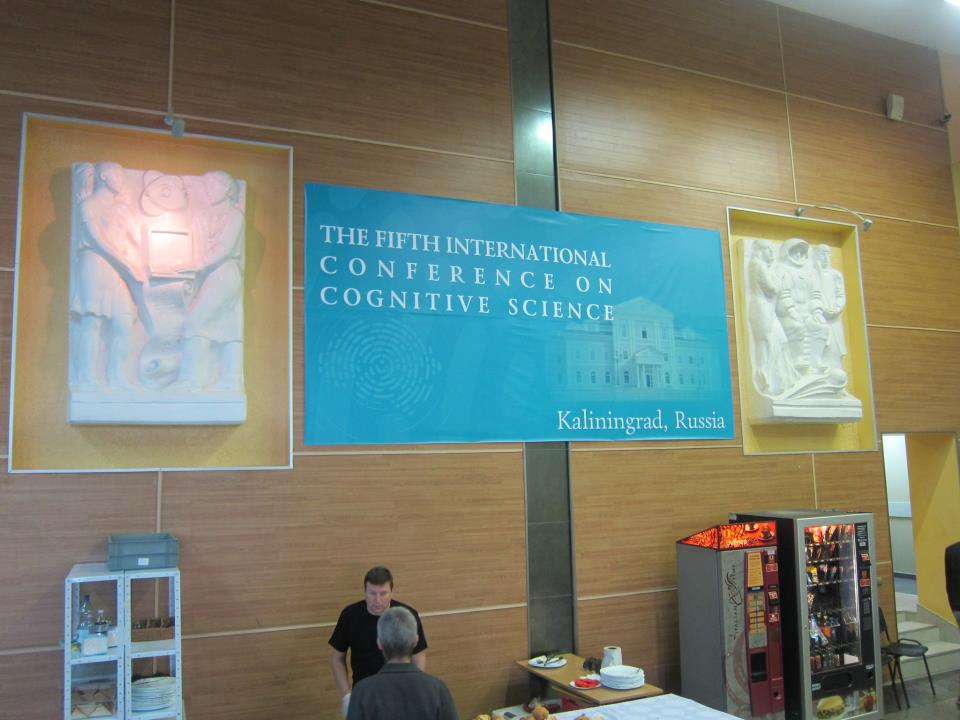 THE FIFTH INTERNATIONAL
CONFERENCE ON
COGNITIVE SCIENCE
Kaliningrad, Russia